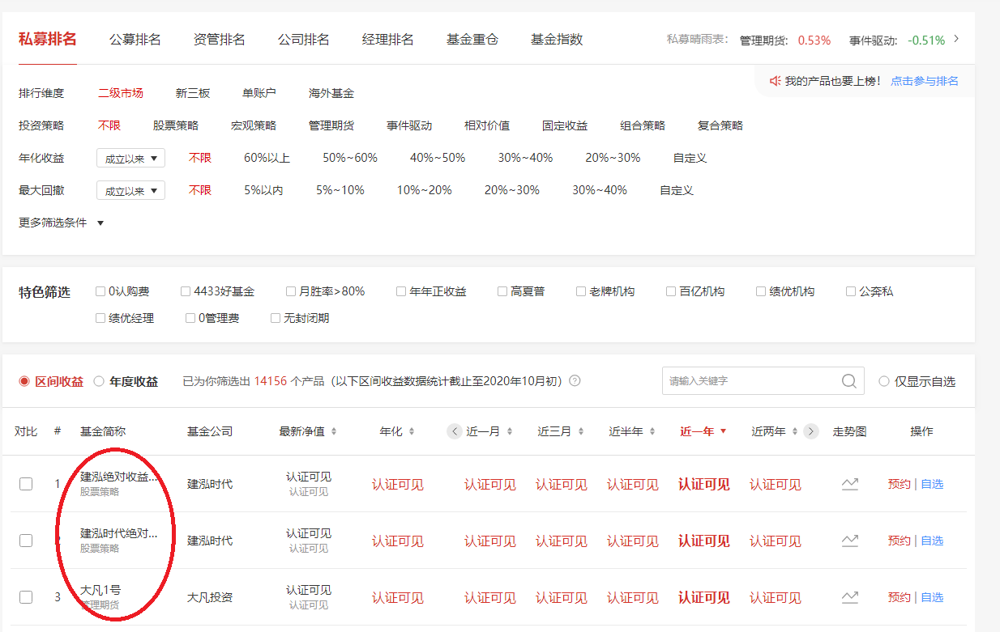 私募排名 公募排名 资管排名 公司排名 经理排名 基金重仓 基金指数 私募晴雨表: 管理期货: 0.53% 事件驱动: -0.51%
我的产品也要上榜! 点击参与排名
排行维度 二级市场 新三板 单账户 海外基金
投资策略 不限 股票策略 宏观策略 管理期货 事件驱动 相对价值 固定收益 组合策略 复合策略
年化收益 成立以来 不限 60%以上 50%~60% 40%~50% 30%~40% 20%~30% 自定义
最大回撤 成立以来 不限 5%以内 5%~10% 10%~20% 20%~30% 30%~40% 自定义
更多筛选条件
特色筛选 0认购费 4433好基金 月胜率>80% 年年正收益 高夏普 老牌机构 百亿机构 绩优机构 公奔私
绩优经理 0管理费 无封闭期
区间收益 年度收益 已为你筛选出 14156 个产品（以下区间收益数据统计截止至2020年10月初） ? 请输入关键字 仅显示自选
对比 # 基金简称 基金公司 最新净值 年化 近一月 近三月 近半年 近一年 近两年 走势图 操作
1 建泓绝对收益... 建泓时代 认证可见 认证可见 认证可见 认证可见 认证可见 认证可见 认证可见 预约 | 自选
股票策略 认证可见
建泓时代绝对... 建泓时代 认证可见 认证可见 认证可见 认证可见 认证可见 认证可见 认证可见 预约 | 自选
股票策略 认证可见
3 大凡1号 大凡投资 认证可见 认证可见 认证可见 认证可见 认证可见 认证可见 认证可见 预约 | 自选
管理期货 认证可见